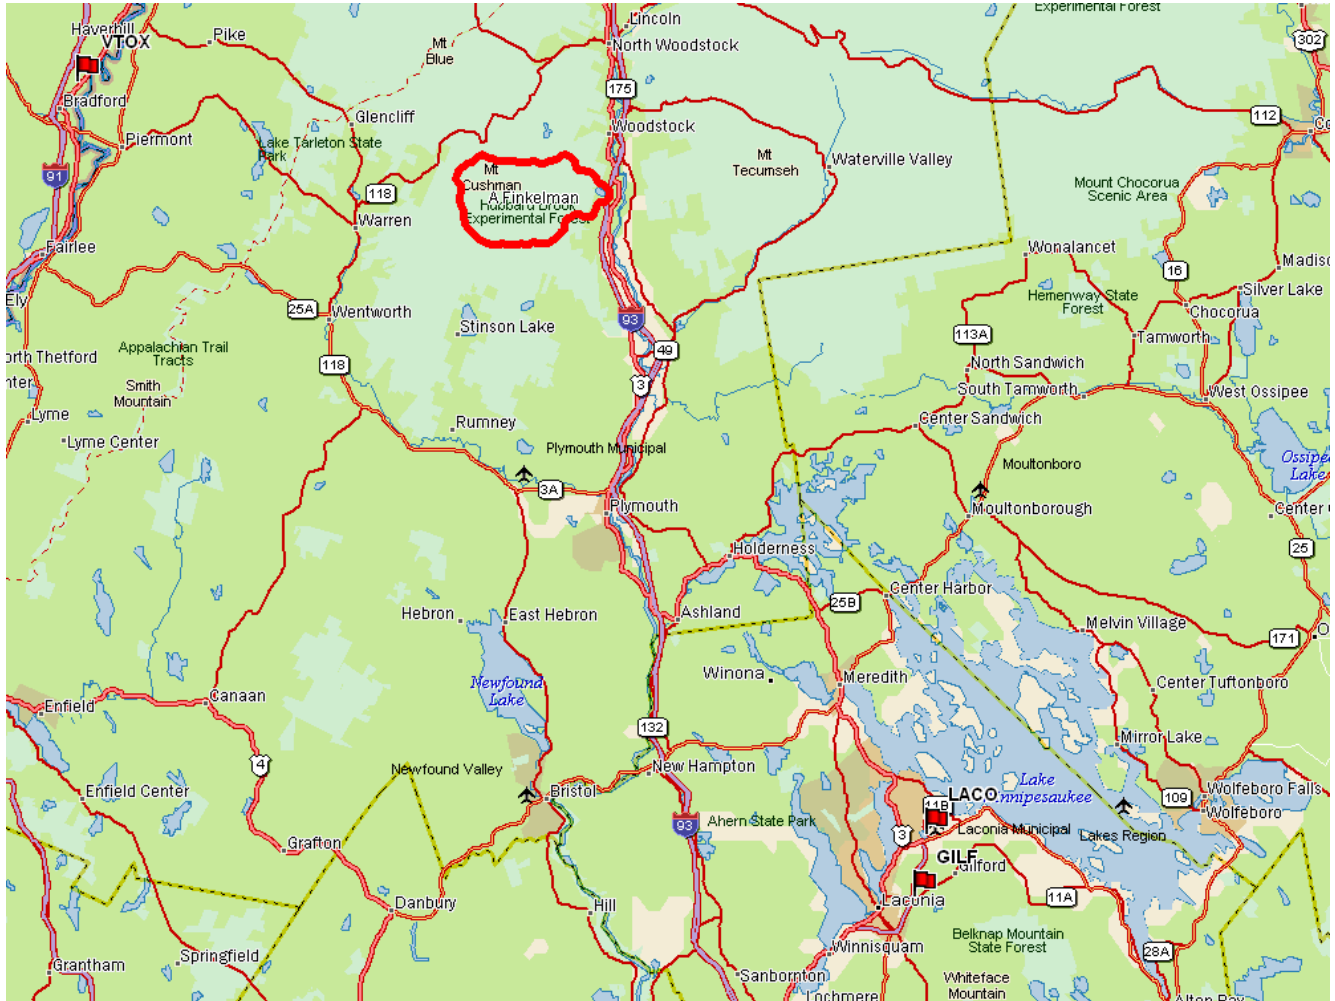 Experimental Forest
Lincoln
Haverhill
VTOX
Pike
Mt
Blue
North Woodstock
302
175
Bradford
Glencliff
Woodstock
112
Piermont
Lake Tarleton State
Park
Mt
Tecumseh
Waterville Valley
91
118
Mt
Cushman
A Finkelman
Hubbard Brook
Experimental Forest
Mount Chocorua
Scenic Area
Warren
Fairlee
Wonalancet
16
Madiso
Ely
25A
Wentworth
Hemenway State
Forest
Silver Lake
Chocorua
93
Stinson Lake
113A
Tamworth
orth Thetford
Appalachian Trail
Tracts
49
118
North Sandwich
nter
Smith
Mountain
3
South Tamworth
West Ossipee
Lyme
Rumney
Center Sandwich
Lyme Center
Plymouth Municipal
Moultonboro
Ossipe
Lake
3A
Plymouth
Moultonborough
Center
Holderness
25
Center Harbor
25B
Hebron
East Hebron
Ashland
Melvin Village
171
O
Winona
Meredith
Newfound
Lake
Center Tuftonboro
Canaan
Enfield
132
Mirror Lake
4
Newfound Valley
New Hampton
Lake
nnipesaukee
Enfield Center
Bristol
LACO
11B
109
Wolfeboro Falls
Wolfeboro
93
Ahern State Park
3
Laconia Municipal
Lakes Region
Grafton
GILF
Gilford
Danbury
Hill
Laconia
11A
Belknap Mountain
State Forest
Winnisquam
28A
Springfield
Grantham
Sanbornton
Whiteface
Mountain
Lochmere
Alton Bay